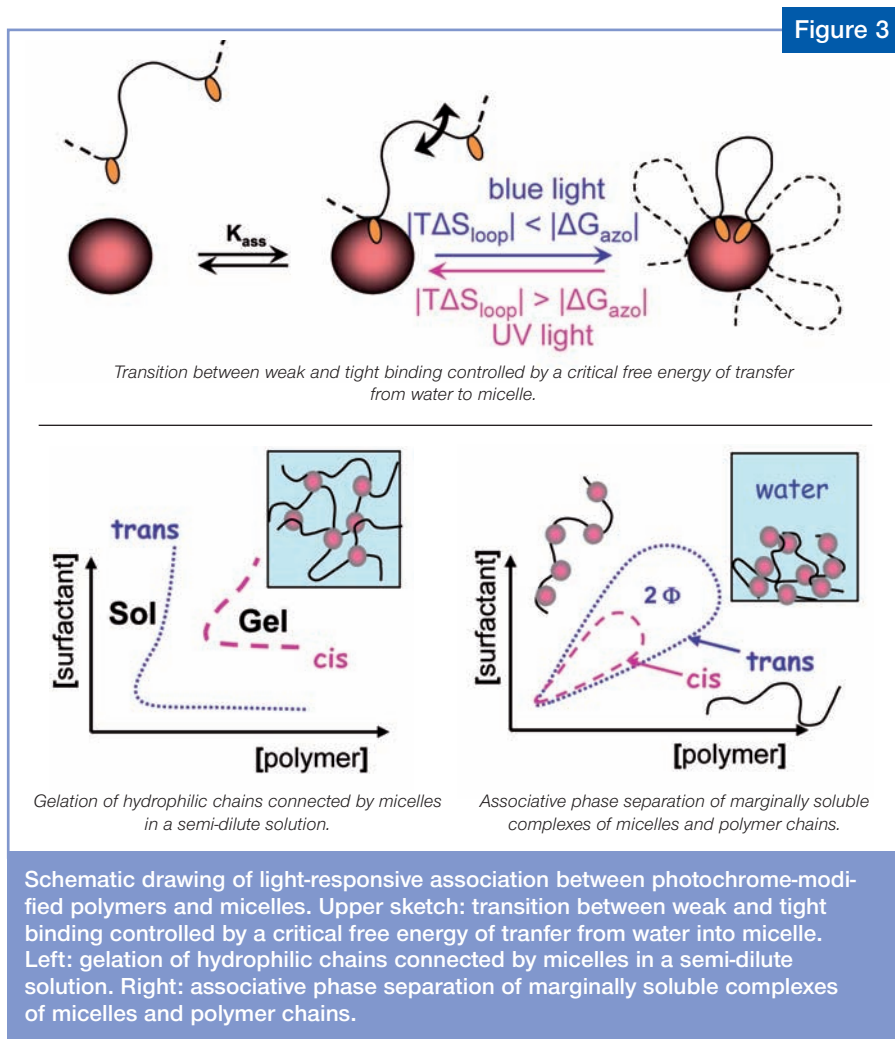 Figure 3
K_ass
blue light
|TΔS_loop| < |ΔG_azo|
|TΔS_loop| > |ΔG_azo|
UV light
Transition between weak and tight binding controlled by a critical free energy of transfer
from water to micelle.
trans
Sol
Gel
cis
[surfactant]
[polymer]
Gelation of hydrophilic chains connected by micelles
in a semi-dilute solution.
water
2 Φ
trans
cis
[surfactant]
[polymer]
Associative phase separation of marginally soluble
complexes of micelles and polymer chains.
Schematic drawing of light-responsive association between photochrome-modi-
fied polymers and micelles. Upper sketch: transition between weak and tight
binding controlled by a critical free energy of tranfer from water into micelle.
Left: gelation of hydrophilic chains connected by micelles in a semi-dilute
solution. Right: associative phase separation of marginally soluble complexes
of micelles and polymer chains.